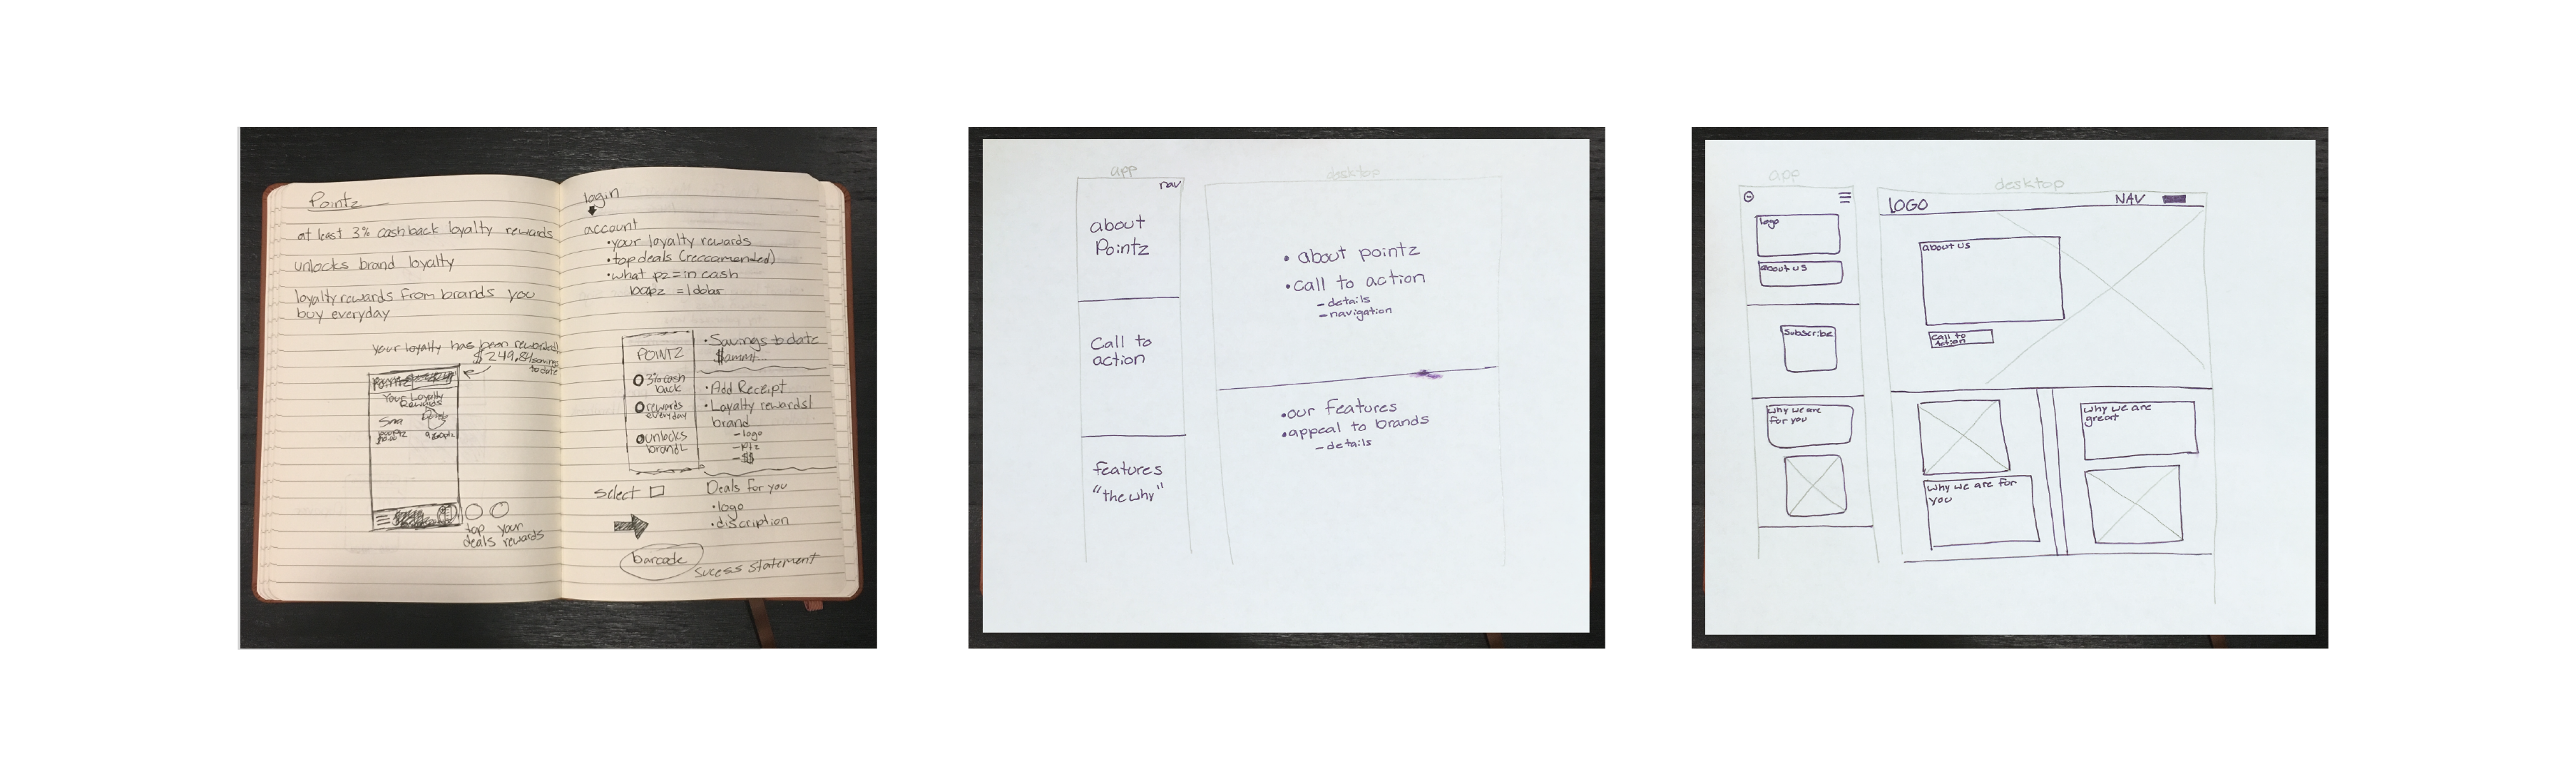 Pointz
at least 3% cashback loyalty rewards
unlocks brand loyalty
loyalty rewards from brands you
buy everyday
your loyalty has been rewarded!
$249.84 savings
to date
Your Loyalty
Rewards
top your
deals rewards
login
account
•your loyalty rewards
•top deals (reccomended)
•what pz = in cash
100pz = 1 dollar
POINTZ
3% cash
back
rewards
everyday
unlocks
brand L
•Savings to date
$ammt...
•Add Receipt
•Loyalty rewards/
brand
-logo
-ptz
-$$
select
Deals for you
•logo
•discription
barcode
sucess statement
app
nav
about
Pointz
Call to
action
features
"the why"
desktop
• about pointz
•call to action
-details
-navigation
•our features
•appeal to brands
-details
app
logo
about us
Subscribe
why we are
for you
desktop
LOGO
NAV
about us
Call to
action
why we are for
you
why we are
great